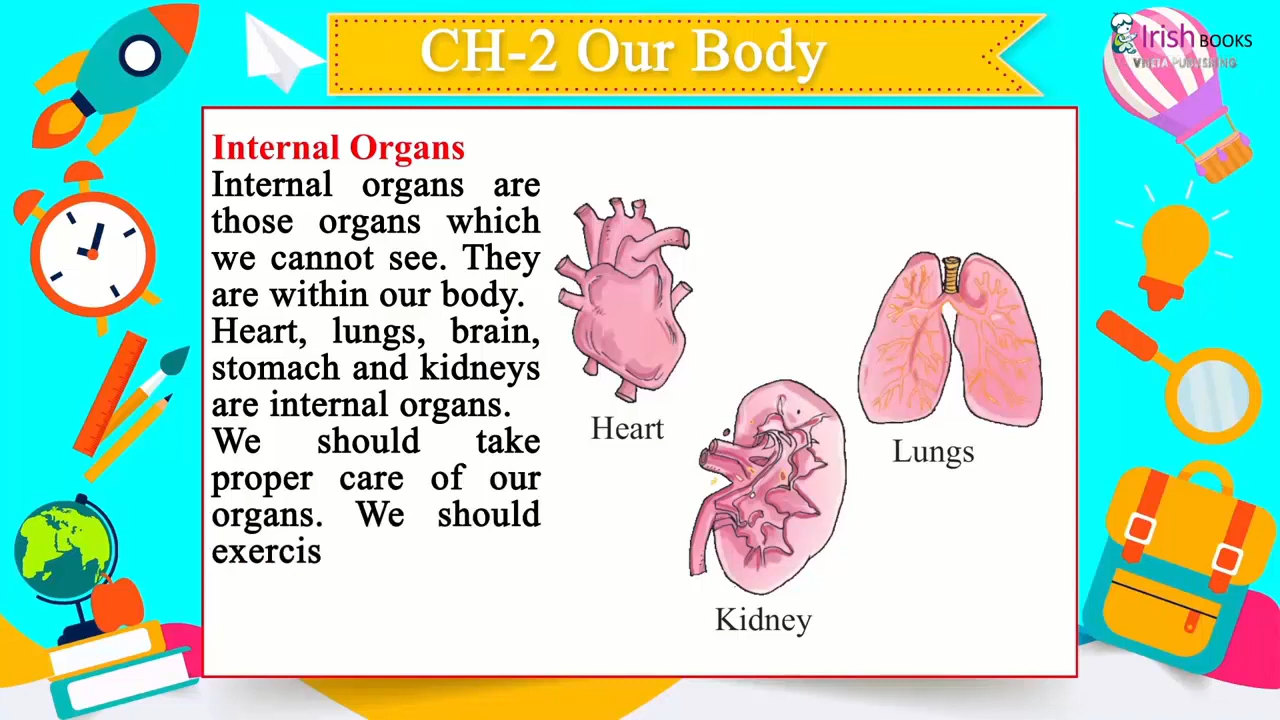 CH-2 Our Body
Irish BOOKS
Internal Organs
Internal organs are
those organs which
we cannot see. They
are within our body.
Heart, lungs, brain,
stomach and kidneys
are internal organs.
We should take
proper care of our
organs. We should
exercis
Heart
Lungs
Kidney